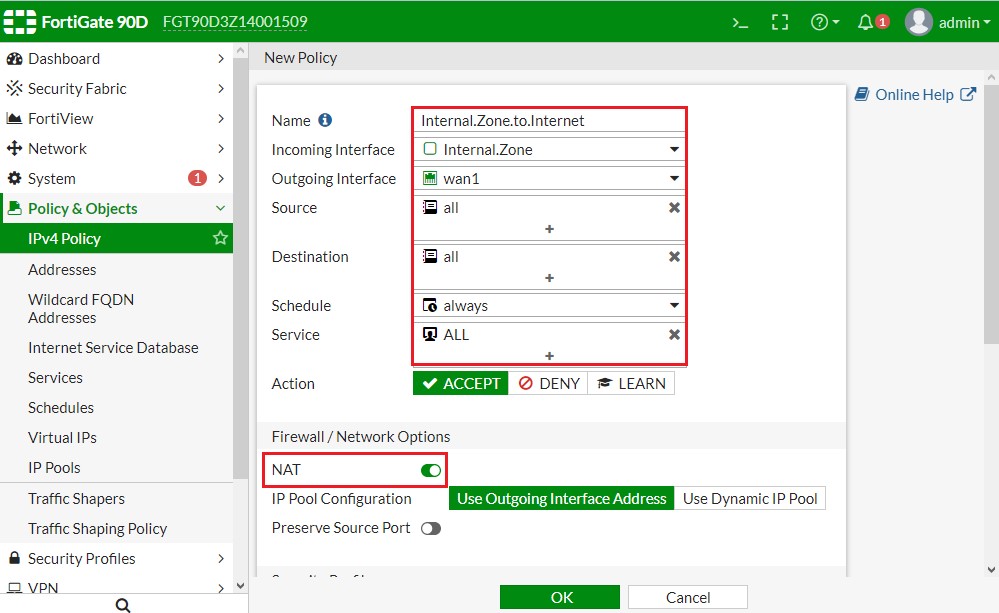 FortiGate 90D FGT90D3Z14001509
1 admin
Dashboard
Security Fabric
FortiView
Network
System 1
Policy & Objects
IPv4 Policy
Addresses
Wildcard FQDN
Addresses
Internet Service Database
Services
Schedules
Virtual IPs
IP Pools
Traffic Shapers
Traffic Shaping Policy
Security Profiles
VPN
New Policy
Online Help
Name Internal.Zone.to.Internet
Incoming Interface Internal.Zone
Outgoing Interface wan1
Source all
+
Destination all
+
Schedule always
Service ALL
+
Action ACCEPT DENY LEARN
Firewall / Network Options
NAT
IP Pool Configuration Use Outgoing Interface Address Use Dynamic IP Pool
Preserve Source Port
OK Cancel